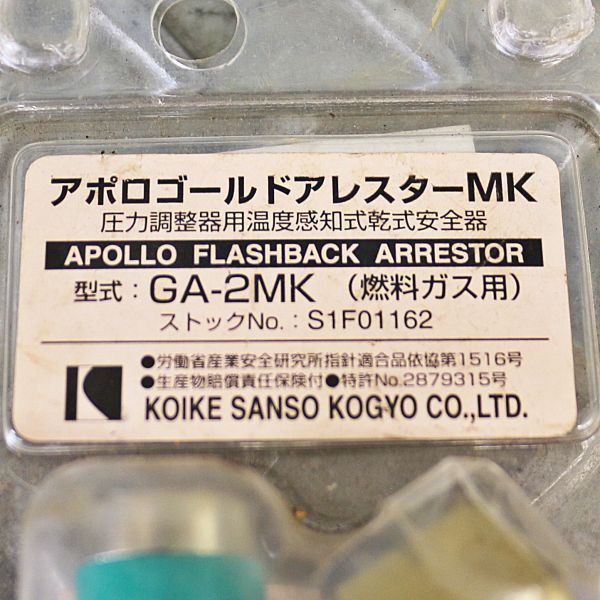 アポロゴールドアレスターMK
圧力調整器用温度感知式乾式安全器
APOLLO FLASHBACK ARRESTOR
型式：GA-2MK （燃料ガス用）
ストックNo.：S1F01162
●労働省産業安全研究所指針適合品依協第1516号
●生産物賠償責任保険付●特許No.2879315号
KOIKE SANSO KOGYO CO.,LTD.